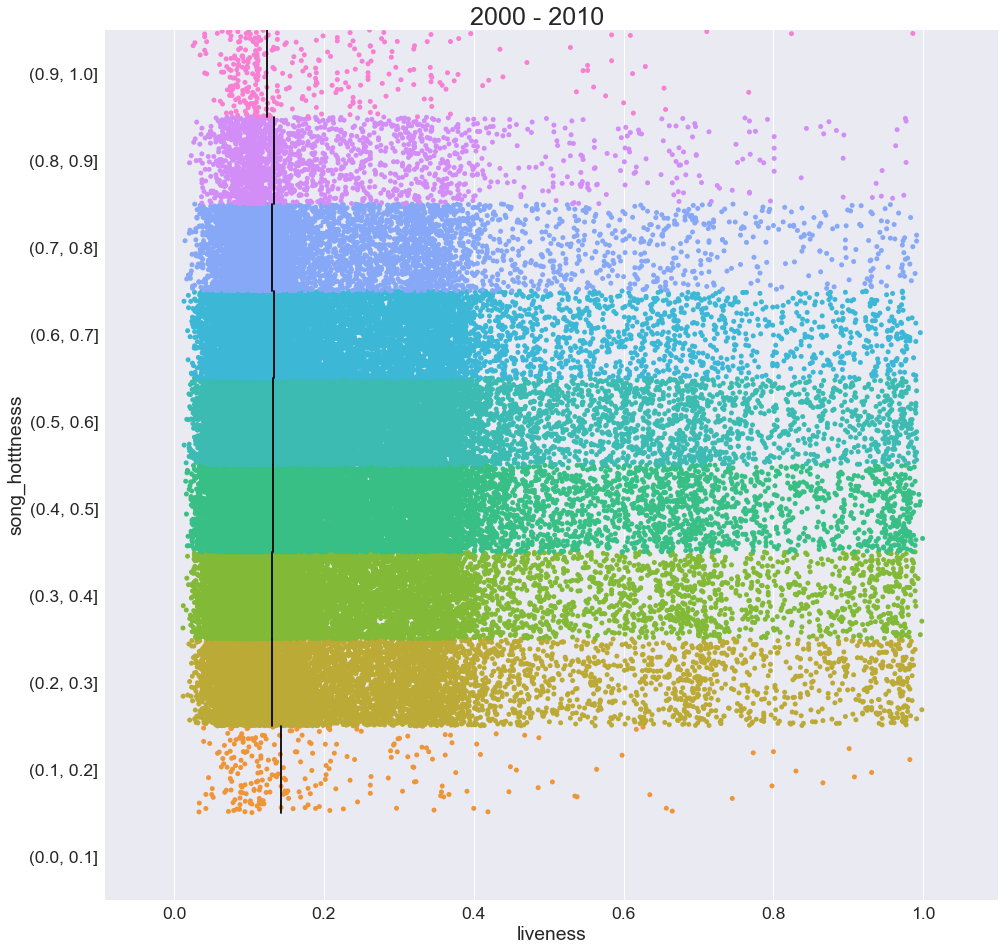 2000 - 2010
(0.9, 1.0]
(0.8, 0.9]
(0.7, 0.8]
(0.6, 0.7]
(0.5, 0.6]
(0.4, 0.5]
(0.3, 0.4]
(0.2, 0.3]
(0.1, 0.2]
(0.0, 0.1]
song_hotttnesss
0.0 0.2 0.4 0.6 0.8 1.0
liveness